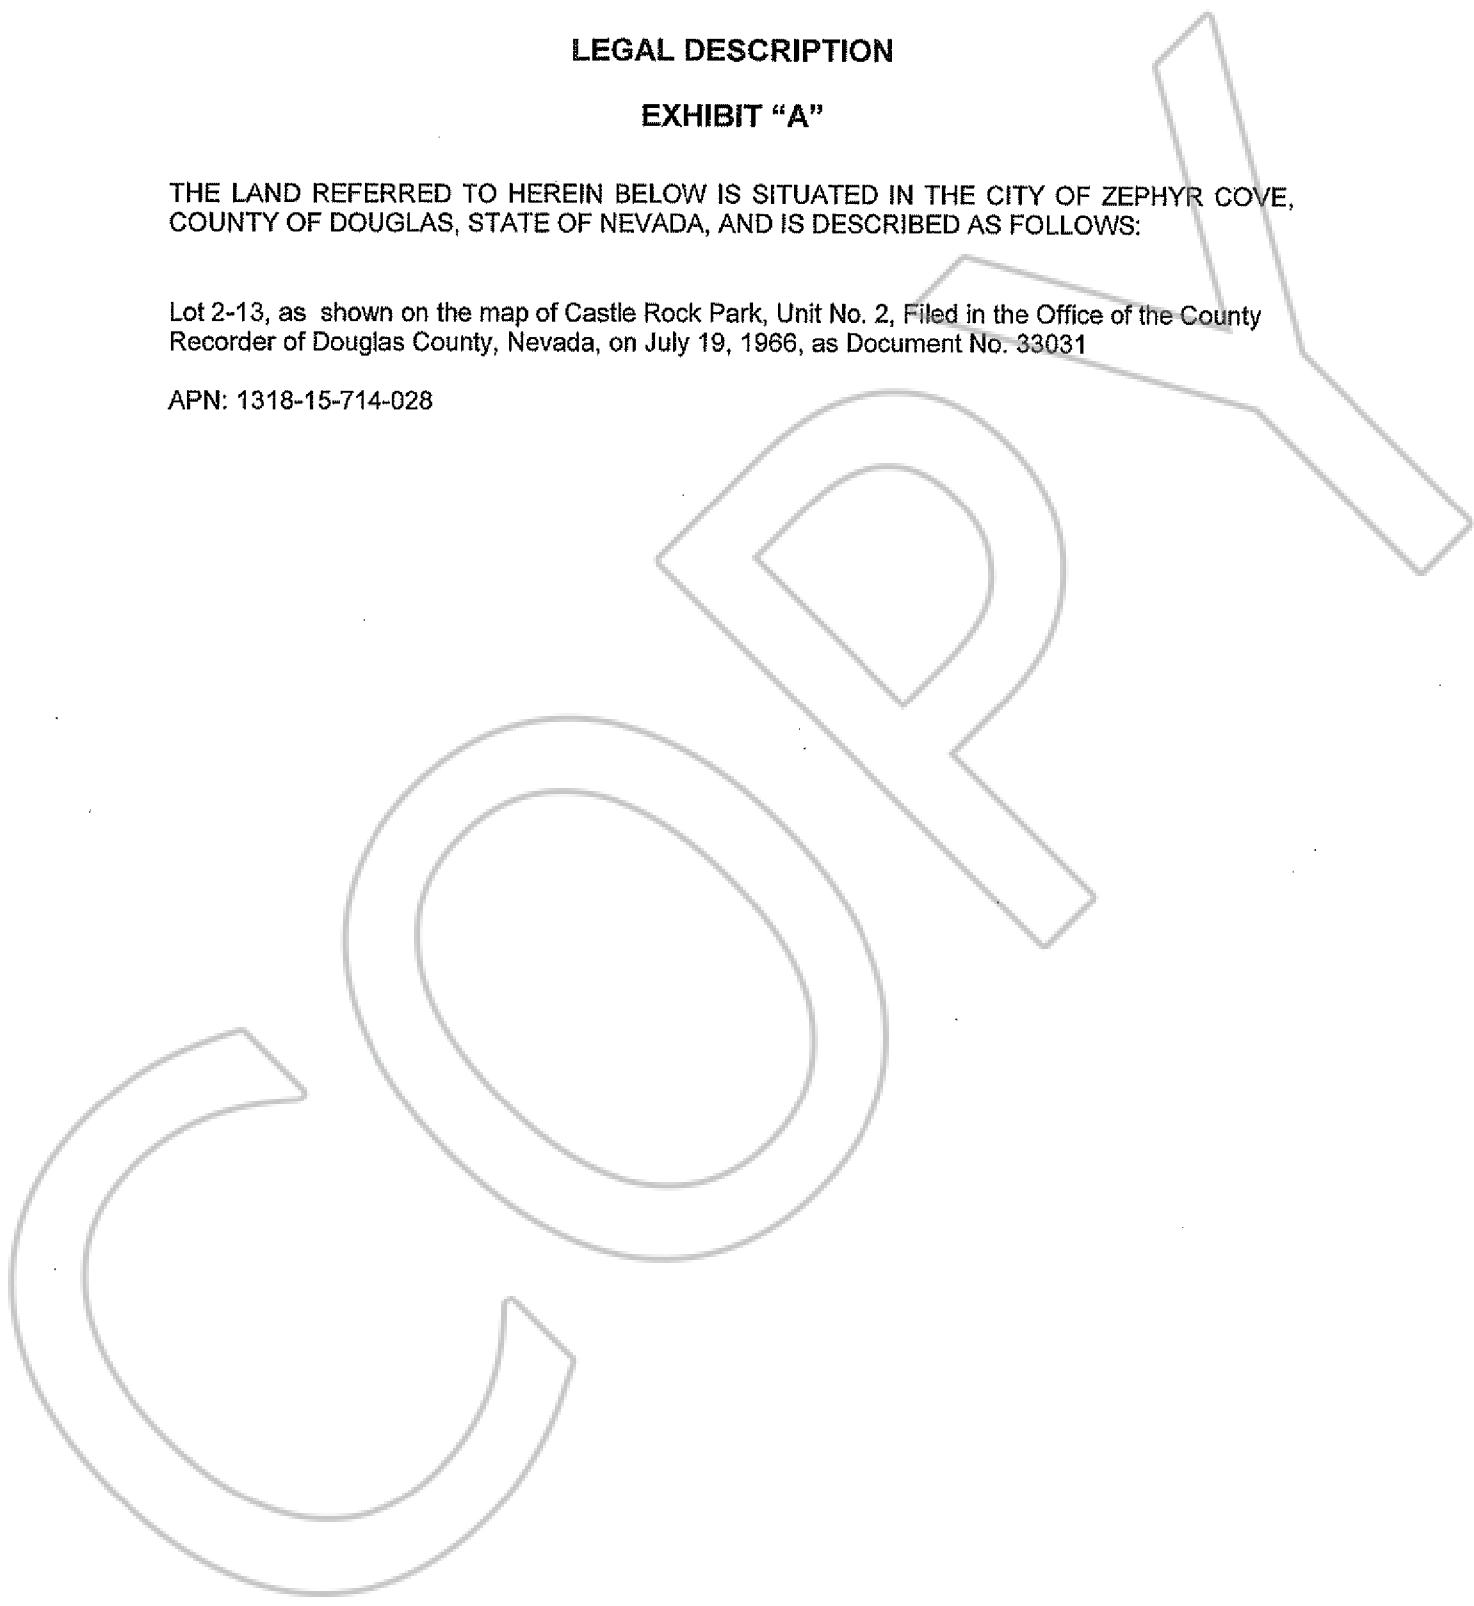 LEGAL DESCRIPTION
EXHIBIT “A”
THE LAND REFERRED TO HEREIN BELOW IS SITUATED IN THE CITY OF ZEPHYR COVE,
COUNTY OF DOUGLAS, STATE OF NEVADA, AND IS DESCRIBED AS FOLLOWS:
Lot 2-13, as shown on the map of Castle Rock Park, Unit No. 2, Filed in the Office of the County
Recorder of Douglas County, Nevada, on July 19, 1966, as Document No. 33031
APN: 1318-15-714-028
COPY